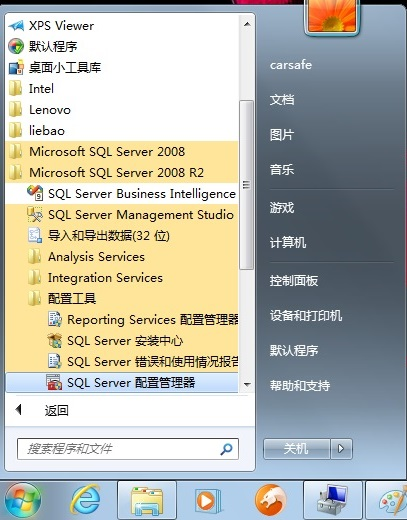 XPS Viewer
默认程序
桌面小工具库
Intel
Lenovo
liebao
Microsoft SQL Server 2008
Microsoft SQL Server 2008 R2
SQL Server Business Intelligence
SQL Server Management Studio
导入和导出数据(32 位)
Analysis Services
Integration Services
配置工具
Reporting Services 配置管理器
SQL Server 安装中心
SQL Server 错误和使用情况报告
SQL Server 配置管理器
返回
搜索程序和文件
carsafe
文档
图片
音乐
游戏
计算机
控制面板
设备和打印机
默认程序
帮助和支持
关机